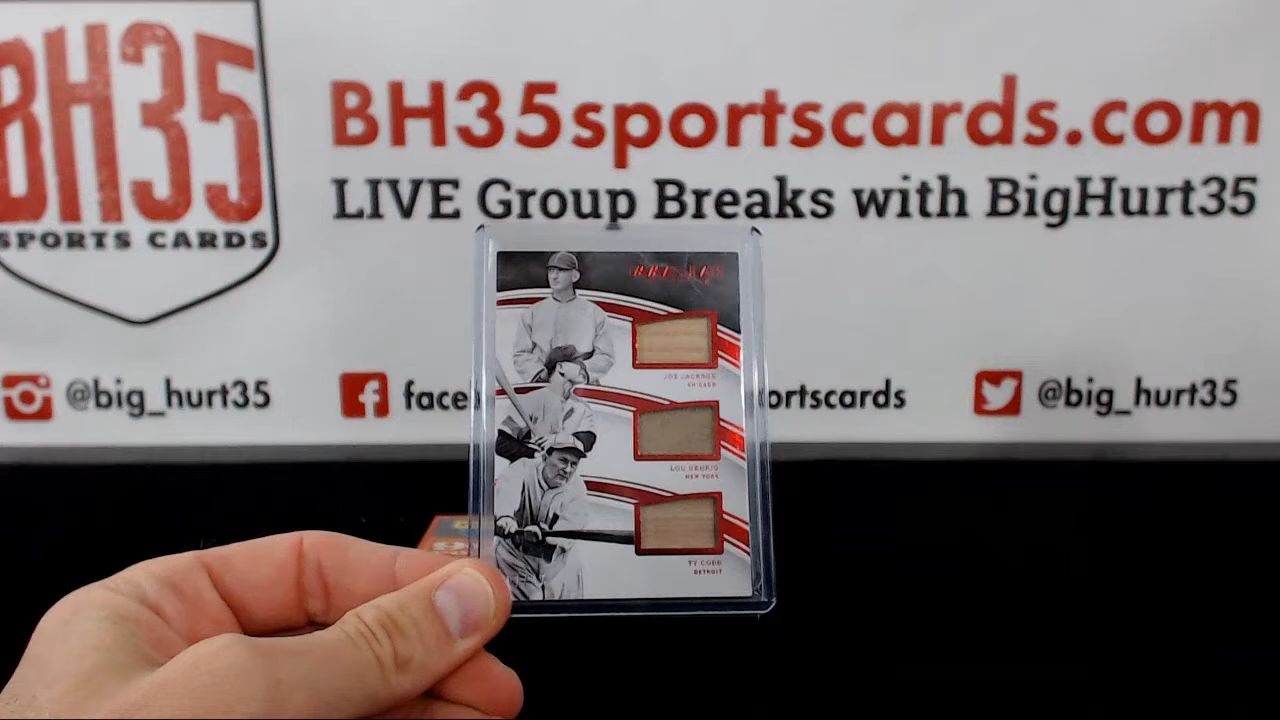 BH35
SPORTS CARDS
BH35sportscards.com
LIVE Group Breaks with BigHurt35
@big_hurt35
face
ortscards
@big_hurt35
JOE JACKSON
CHICAGO
LOU GEHRIG
NEW YORK
TY COBB
DETROIT